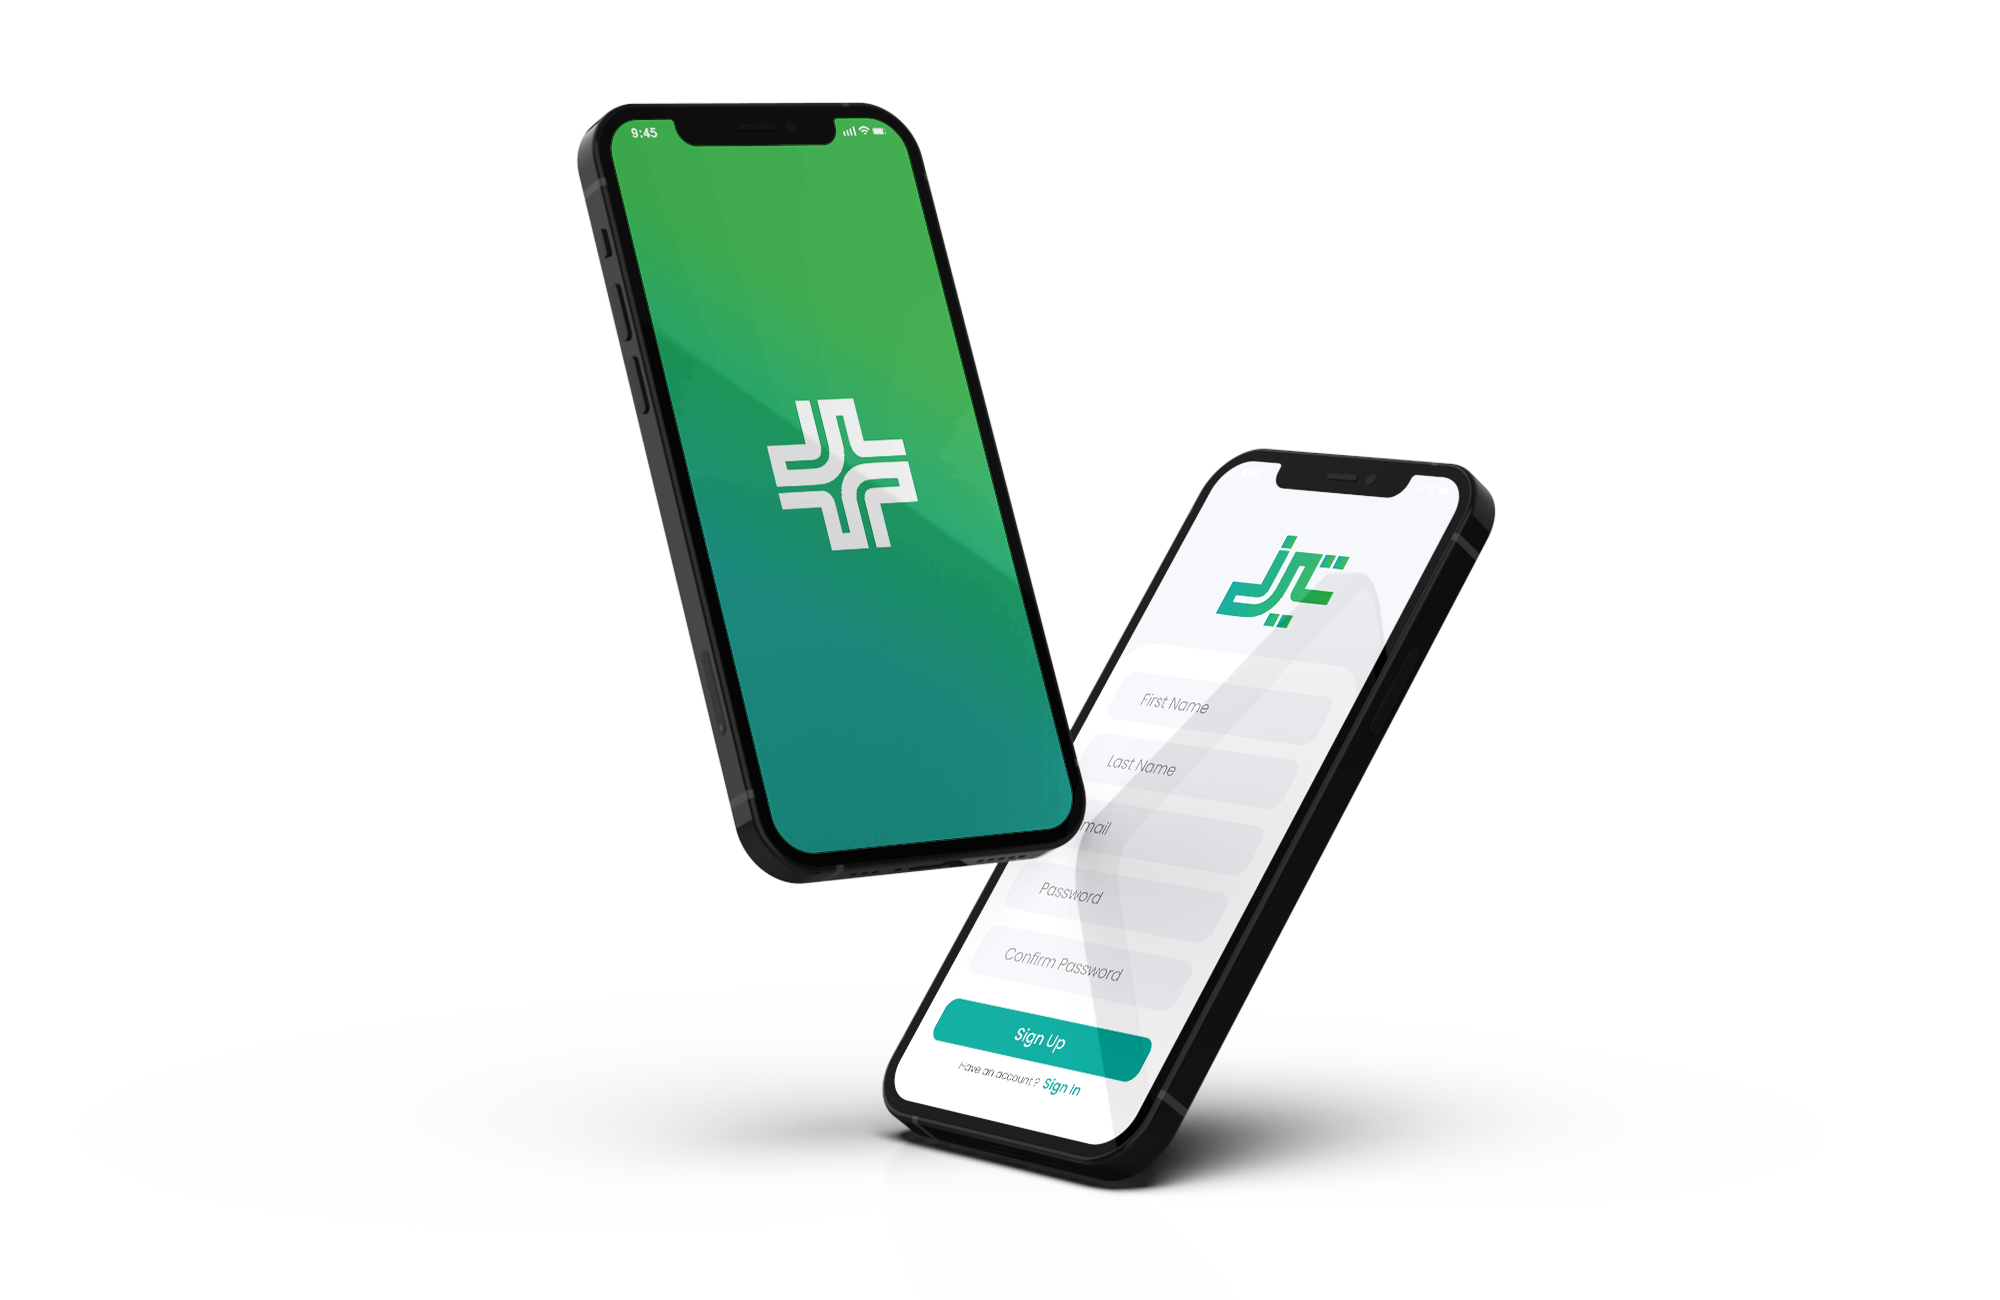 9:45
First Name
Last Name
mail
Password
Confirm Password
Sign Up
Have an account? Sign In